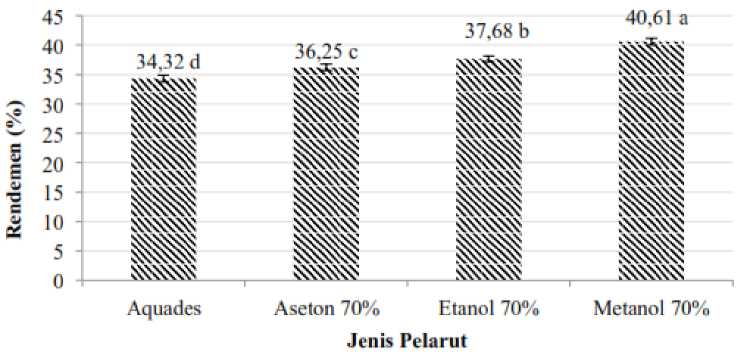 45
40
35
30
25
20
15
10
5
0
Rendemen (%)
34,32 d
36,25 c
37,68 b
40,61 a
Aquades
Aseton 70%
Etanol 70%
Metanol 70%
Jenis Pelarut